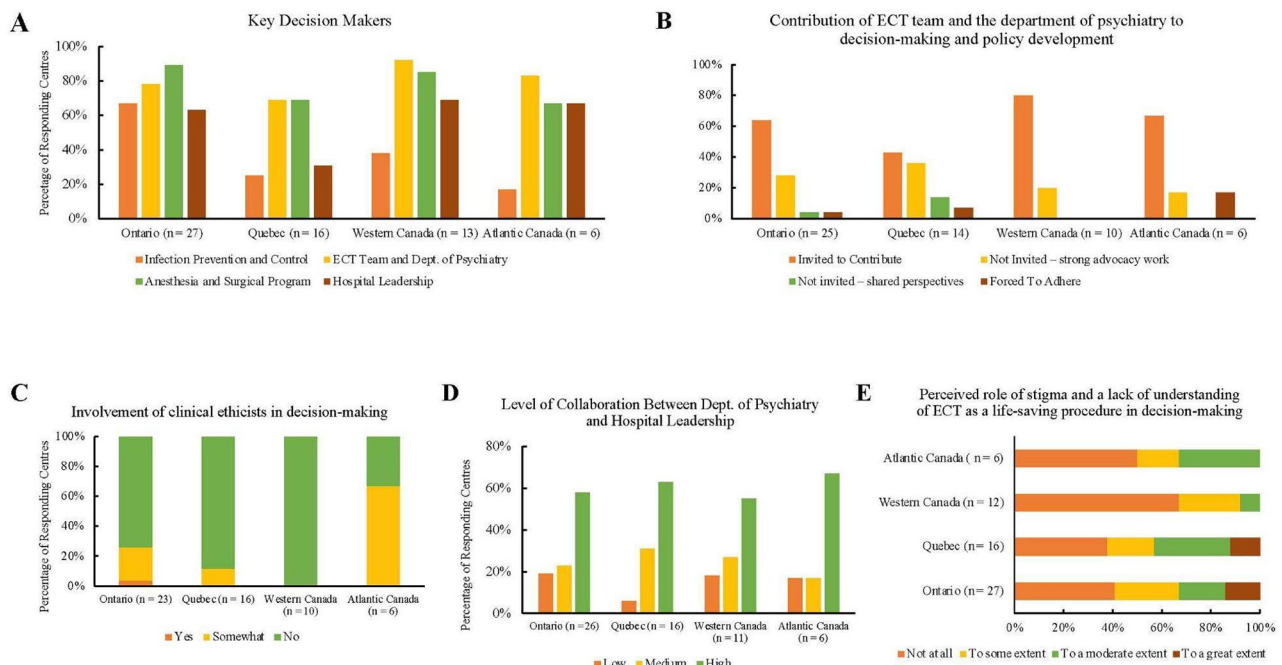 A
Key Decision Makers
Percetage of Responding Centres
100%
80%
60%
40%
20%
0%
Ontario (n = 27)
Quebec (n = 16)
Western Canada (n = 13)
Atlantic Canada (n = 6)
Infection Prevention and Control
ECT Team and Dept. of Psychiatry
Anesthesia and Surgical Program
Hospital Leadership
B
Contribution of ECT team and the department of psychiatry to
decision-making and policy development
100%
80%
60%
40%
20%
0%
Ontario (n = 25)
Quebec (n = 14)
Western Canada (n = 10)
Atlantic Canada (n = 6)
Invited to Contribute
Not Invited – strong advocacy work
Not invited – shared perspectives
Forced To Adhere
C
Involvement of clinical ethicists in decision-making
Percentage of Responding Centres
100%
80%
60%
40%
20%
0%
Ontario (n = 23)
Quebec (n = 16)
Western Canada
(n = 10)
Atlantic Canada
(n = 6)
Yes
Somewhat
No
D
Level of Collaboration Between Dept. of Psychiatry
and Hospital Leadership
Percentage of Responding Centres
80%
60%
40%
20%
0%
Ontario (n =26)
Quebec (n = 16)
Western Canada
(n = 11)
Atlantic Canada
(n = 6)
Low
Medium
High
E
Perceived role of stigma and a lack of understanding
of ECT as a life-saving procedure in decision-making
Atlantic Canada ( n = 6)
Western Canada (n = 12)
Quebec (n = 16)
Ontario (n = 27)
0%
20%
40%
60%
80%
100%
Not at all
To some extent
To a moderate extent
To a great extent